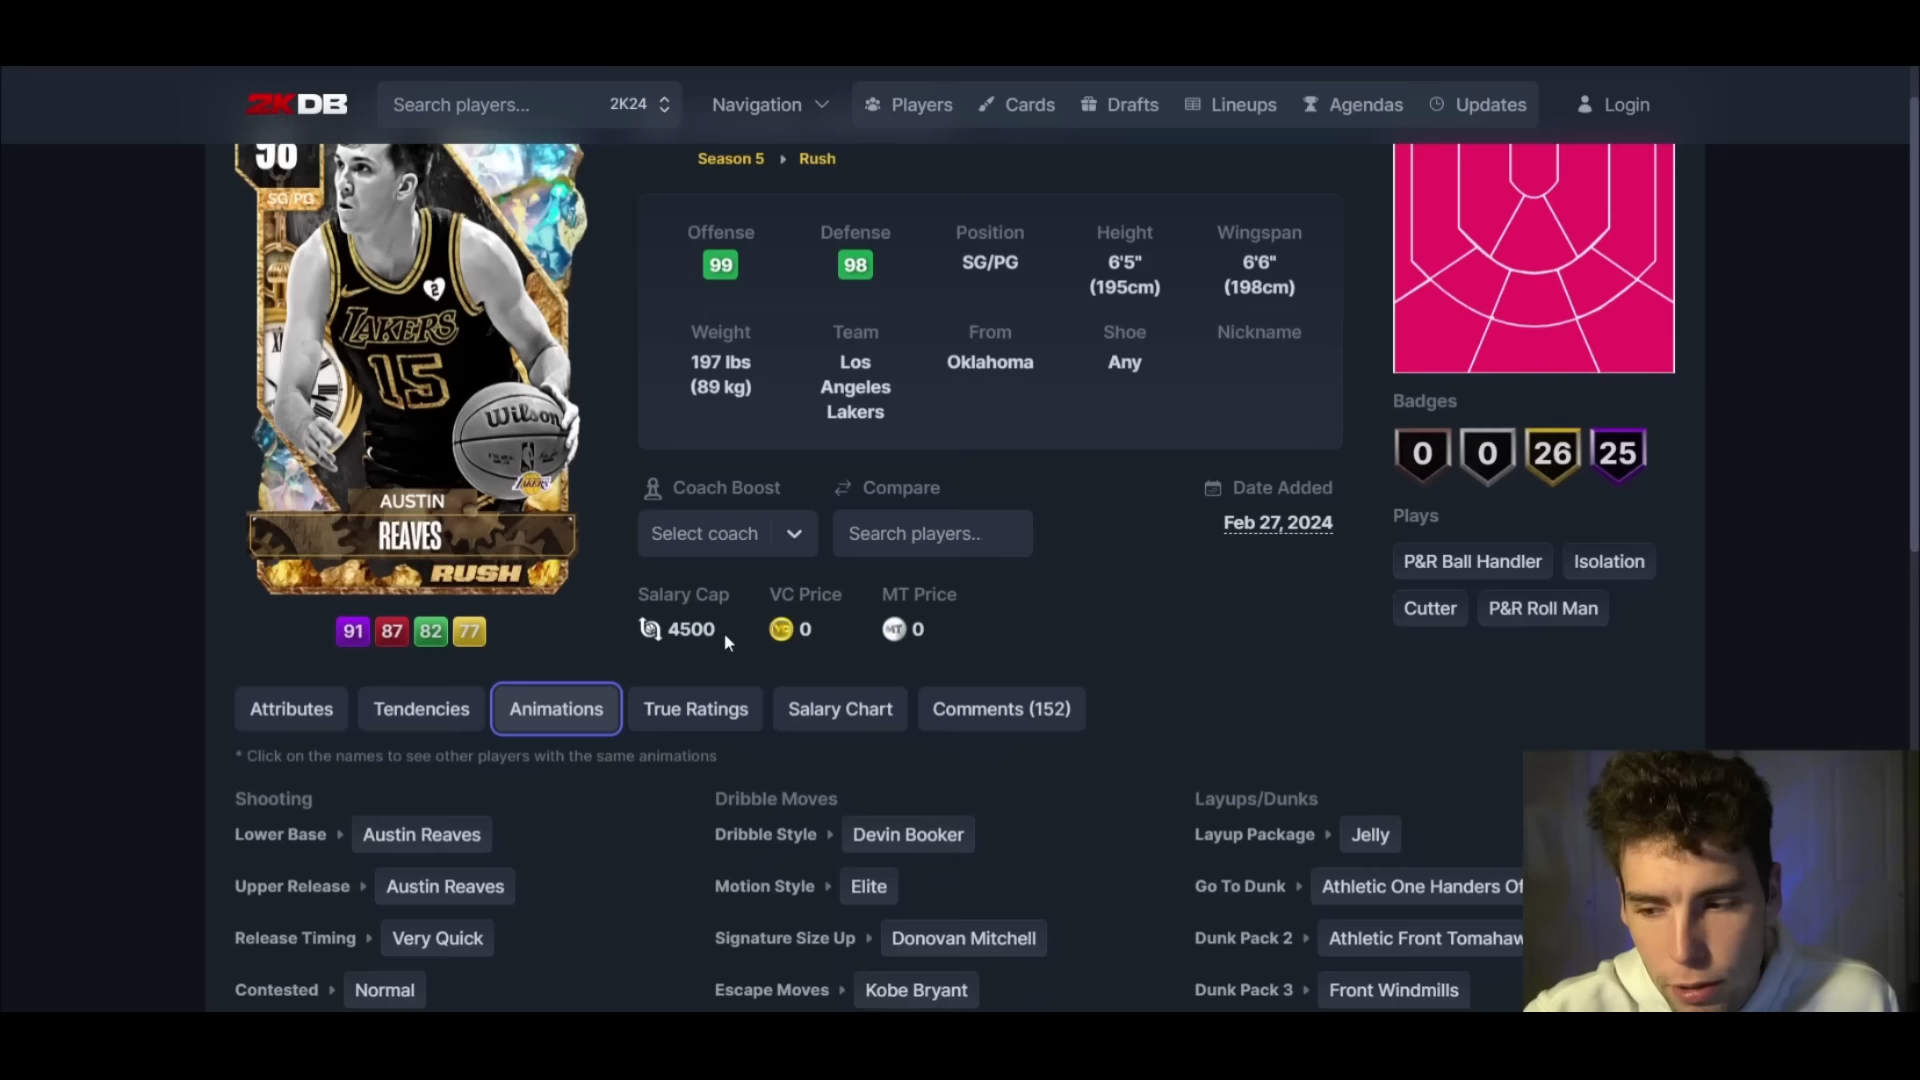 2KDB
Search players...
2K24
Navigation
Players
Cards
Drafts
Lineups
Agendas
Updates
Login
98
SG/PG
LAKERS
15
2
Wilson
LAKERS
AUSTIN
REAVES
RUSH
91 87 82 77
Season 5 Rush
Offense Defense Position Height Wingspan
99 98 SG/PG 6'5" 6'6"
(195cm) (198cm)
Weight Team From Shoe Nickname
197 lbs Los Oklahoma Any
(89 kg) Angeles
Lakers
Coach Boost Compare Date Added
Select coach Search players.. Feb 27, 2024
Salary Cap VC Price MT Price
4500 VC 0 MT 0
Badges
0 0 26 25
Plays
P&R Ball Handler Isolation
Cutter P&R Roll Man
Attributes Tendencies Animations True Ratings Salary Chart Comments (152)
* Click on the names to see other players with the same animations
Shooting
Lower Base Austin Reaves
Upper Release Austin Reaves
Release Timing Very Quick
Contested Normal
Dribble Moves
Dribble Style Devin Booker
Motion Style Elite
Signature Size Up Donovan Mitchell
Escape Moves Kobe Bryant
Layups/Dunks
Layup Package Jelly
Go To Dunk Athletic One Handers Of
Dunk Pack 2 Athletic Front Tomahaw
Dunk Pack 3 Front Windmills